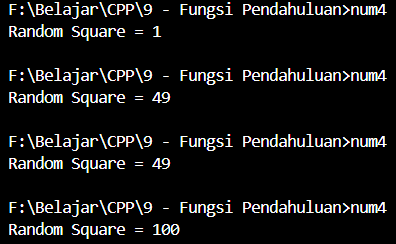 F:\Belajar\CPP\9 - Fungsi Pendahuluan>num4
Random Square = 1
F:\Belajar\CPP\9 - Fungsi Pendahuluan>num4
Random Square = 49
F:\Belajar\CPP\9 - Fungsi Pendahuluan>num4
Random Square = 49
F:\Belajar\CPP\9 - Fungsi Pendahuluan>num4
Random Square = 100